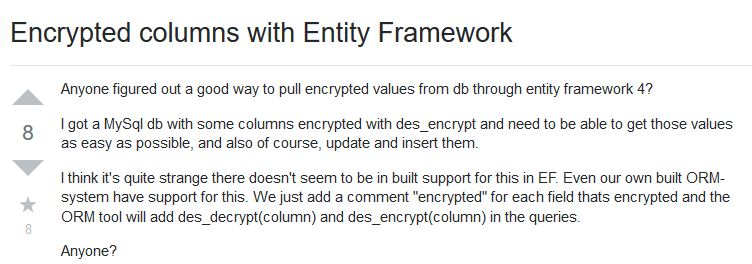 Encrypted columns with Entity Framework
Anyone figured out a good way to pull encrypted values from db through entity framework 4?
8
I got a MySql db with some columns encrypted with des_encrypt and need to be able to get those values
as easy as possible, and also of course, update and insert them.
I think it's quite strange there doesn't seem to be in built support for this in EF. Even our own built ORM-
system have support for this. We just add a comment "encrypted" for each field thats encrypted and the
8
ORM tool will add des_decrypt(column) and des_encrypt(column) in the queries.
Anyone?